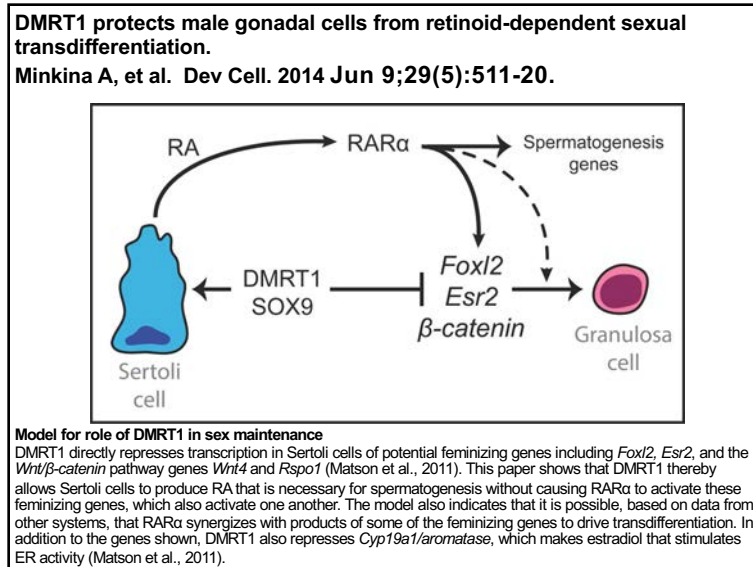 DMRT1 protects male gonadal cells from retinoid-dependent sexual
transdifferentiation.
Minkina A, et al.  Dev Cell. 2014 Jun 9;29(5):511-20.
RA
RARα
Spermatogenesis
genes
DMRT1
SOX9
Foxl2
Esr2
β-catenin
Sertoli
cell
Granulosa
cell
Model for role of DMRT1 in sex maintenance
DMRT1 directly represses transcription in Sertoli cells of potential feminizing genes including Foxl2, Esr2, and the
Wnt/β-catenin pathway genes Wnt4 and Rspo1 (Matson et al., 2011). This paper shows that DMRT1 thereby
allows Sertoli cells to produce RA that is necessary for spermatogenesis without causing RARα to activate these
feminizing genes, which also activate one another. The model also indicates that it is possible, based on data from
other systems, that RARα synergizes with products of some of the feminizing genes to drive transdifferentiation. In
addition to the genes shown, DMRT1 also represses Cyp19a1/aromatase, which makes estradiol that stimulates
ER activity (Matson et al., 2011).